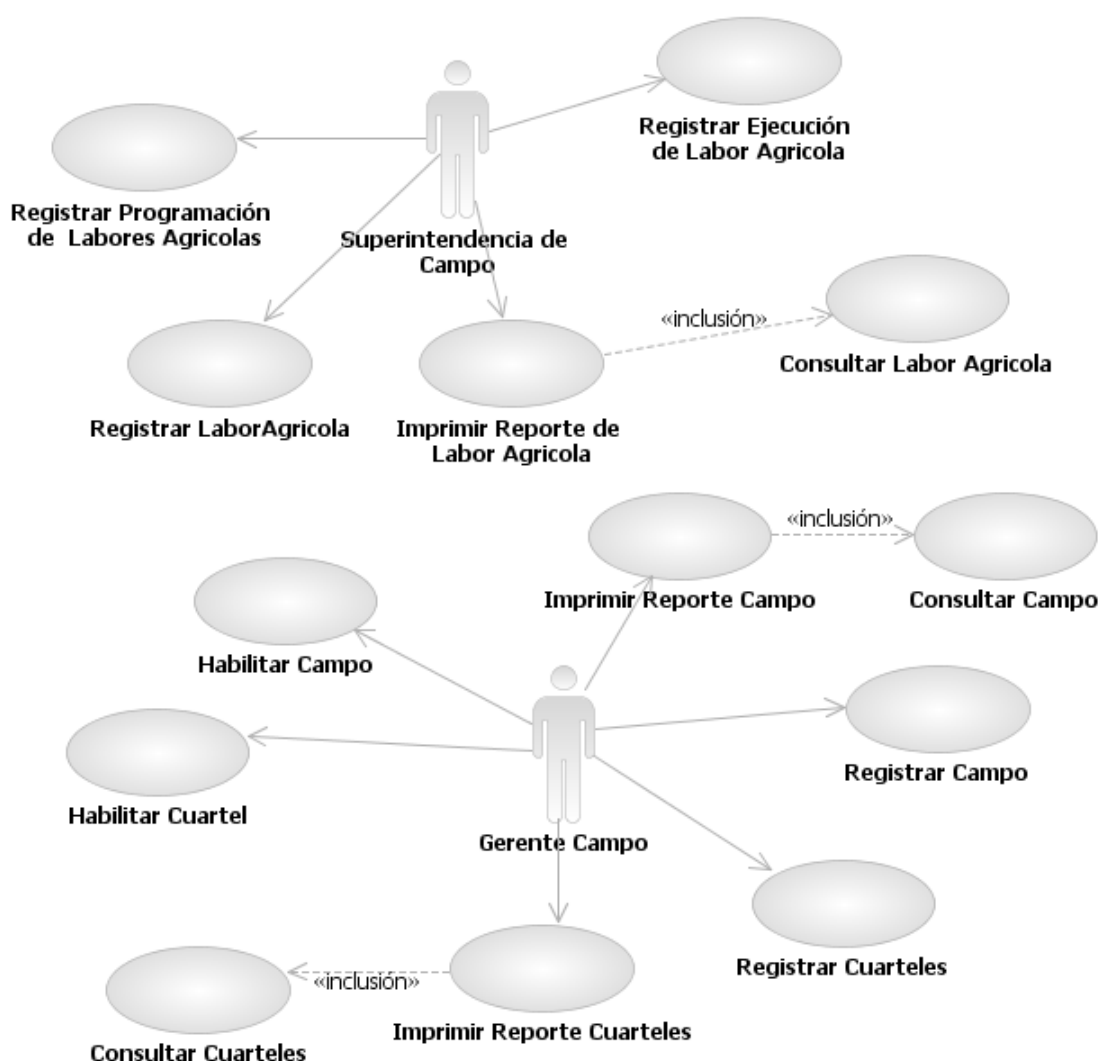 Registrar Ejecución
de Labor Agricola
Registrar Programación
de Labores Agricolas
Superintendencia de
Campo
«inclusión»
Consultar Labor Agricola
Registrar LaborAgricola
Imprimir Reporte de
Labor Agricola
«inclusión»
Imprimir Reporte Campo
Consultar Campo
Habilitar Campo
Registrar Campo
Habilitar Cuartel
Gerente Campo
Registrar Cuarteles
«inclusión»
Imprimir Reporte Cuarteles
Consultar Cuarteles